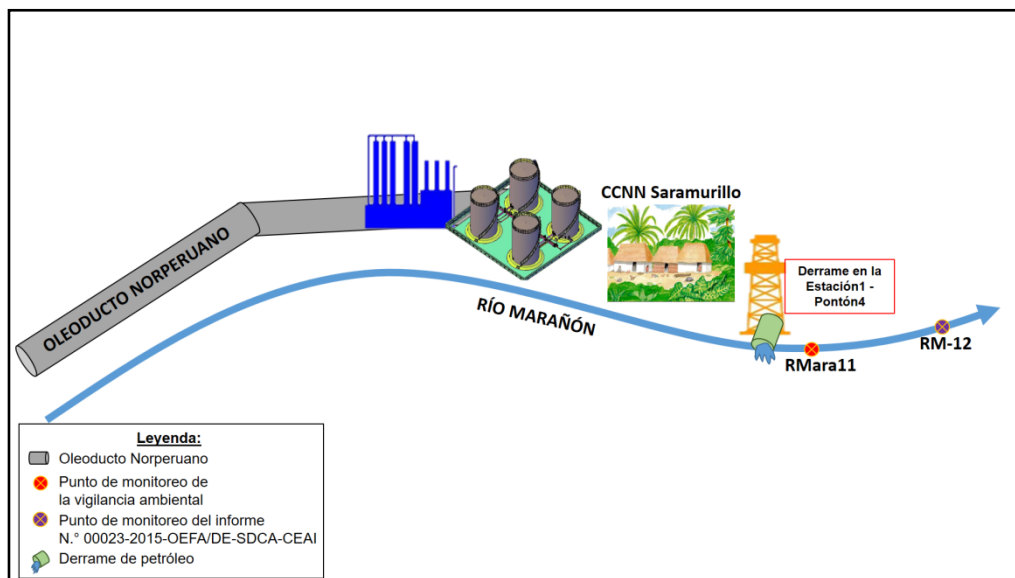 OLEODUCTO NORPERUANO
CCNN Saramurillo
Derrame en la
Estación1 -
Pontón4
RÍO MARAÑÓN
RMara11
RM-12
Leyenda:
Oleoducto Norperuano
Punto de monitoreo de
la vigilancia ambiental
Punto de monitoreo del informe
N.° 00023-2015-OEFA/DE-SDCA-CEAI
Derrame de petróleo